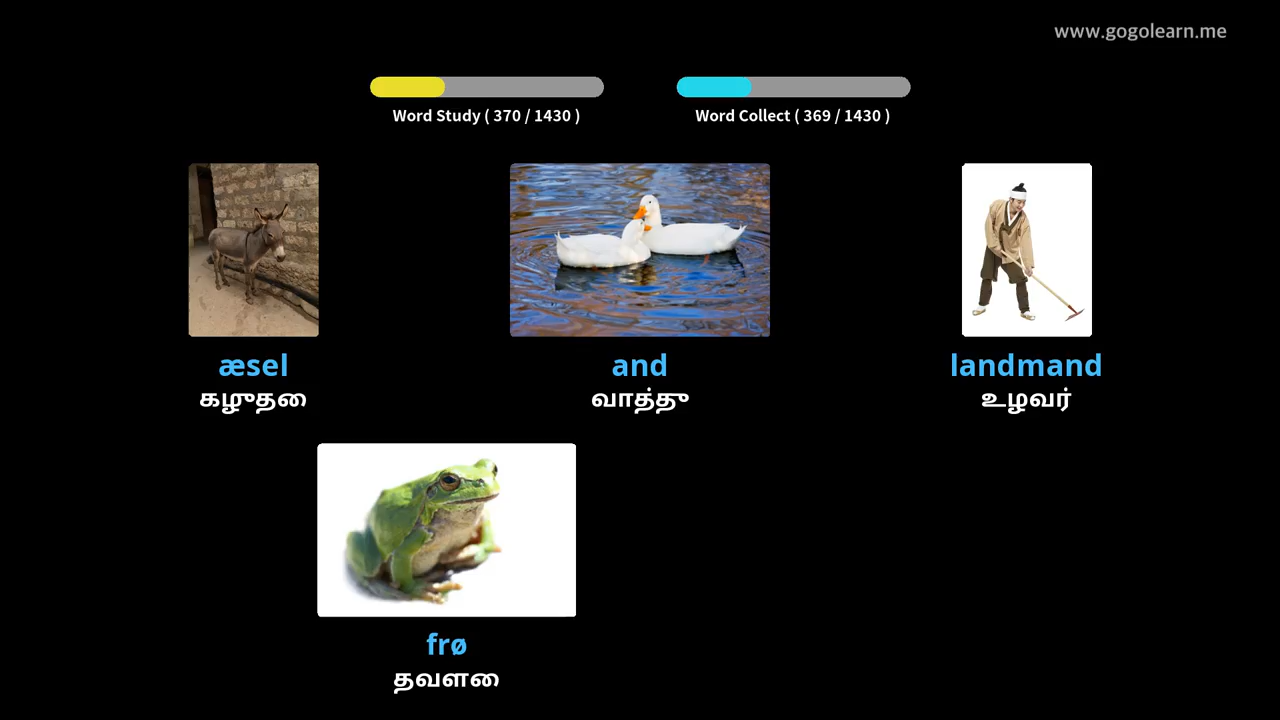 www.gogolearn.me
Word Study ( 370 / 1430 )
Word Collect ( 369 / 1430 )
æsel
கழுதை
and
வாத்து
landmand
உழவர்
frø
தவளை